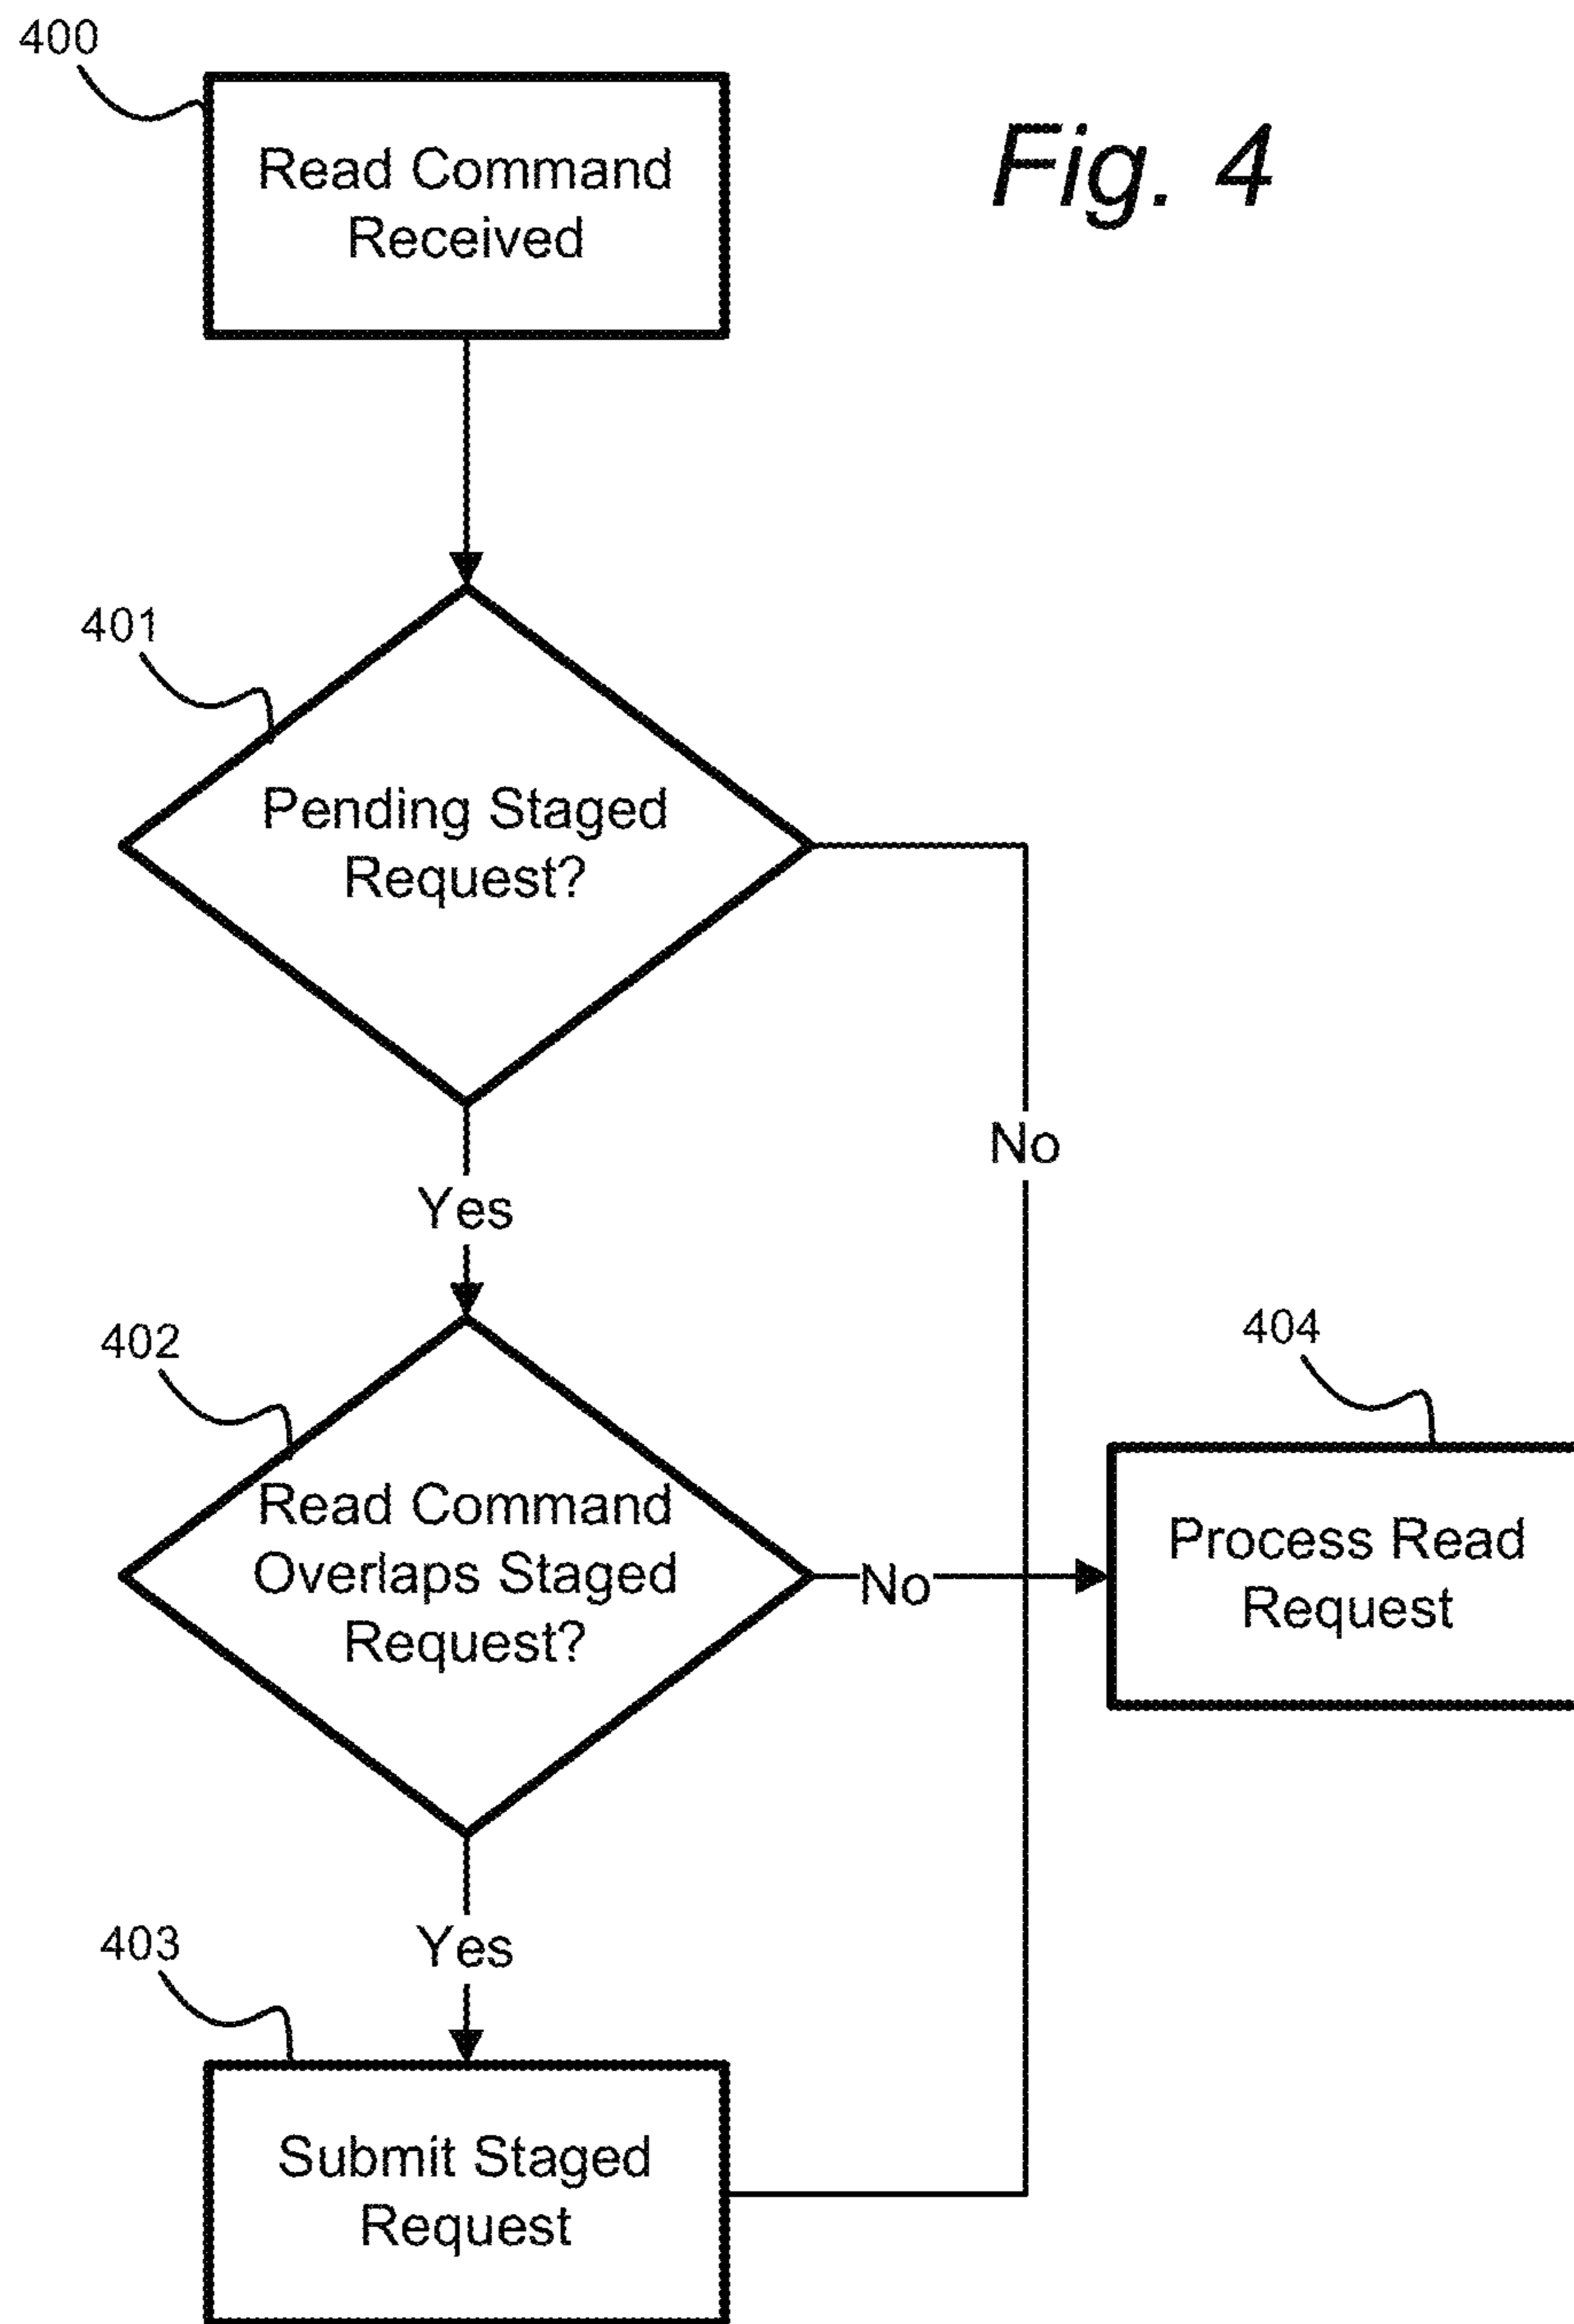 400
Read Command
Received
Fig. 4
401
Pending Staged
Request?
No
Yes
402
Read Command
Overlaps Staged
Request?
No
404
Process Read
Request
Yes
403
Submit Staged
Request